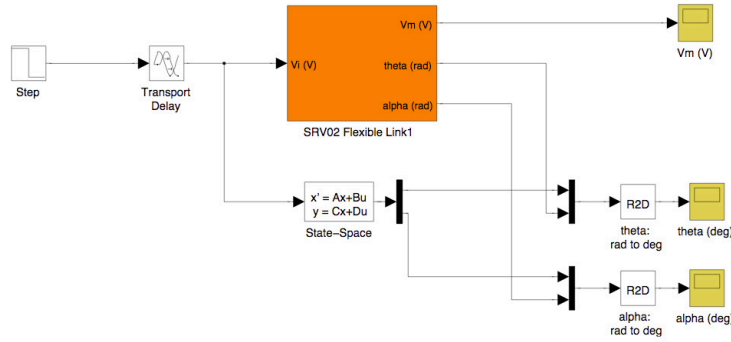 Vm (V)
Vi (V)
theta (rad)
alpha (rad)
SRV02 Flexible Link1
Step
Transport
Delay
Vm (V)
x' = Ax+Bu
y = Cx+Du
State-Space
R2D
theta:
rad to deg
theta (deg)
R2D
alpha:
rad to deg
alpha (deg)